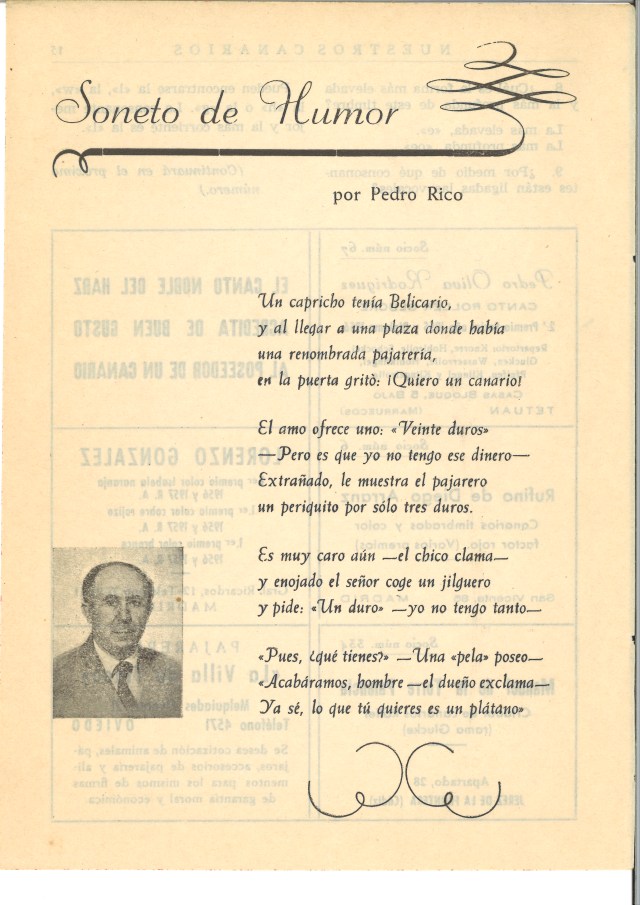 Soneto de Humor
por Pedro Rico
Un capricho tenía Belicario,
y al llegar a una plaza donde había
una renombrada pajarería,
en la puerta gritò: ¡Quiero un canario!
El amo ofrece uno: «Veinte duros»
—Pero es que yo no tengo ese dinero—
Extrañado, le muestra el pajarero
un periquito por sólo tres duros.
Es muy caro aún —el chico clama—
y enojado el señor coge un jilguero
y pide: «Un duro» —yo no tengo tanto—
«Pues, ¿qué tienes?» —Una «pela» poseo—
«Acabáramos, hombre —el dueño exclama—
Ya sé, lo que tú quieres es un plátano»